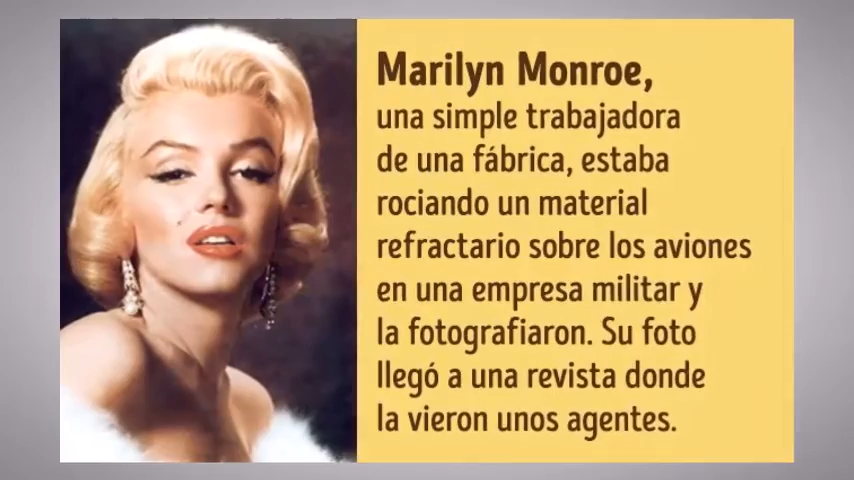 Marilyn Monroe,
una simple trabajadora
de una fábrica, estaba
rociando un material
refractario sobre los aviones
en una empresa militar y
la fotografiaron. Su foto
llegó a una revista donde
la vieron unos agentes.